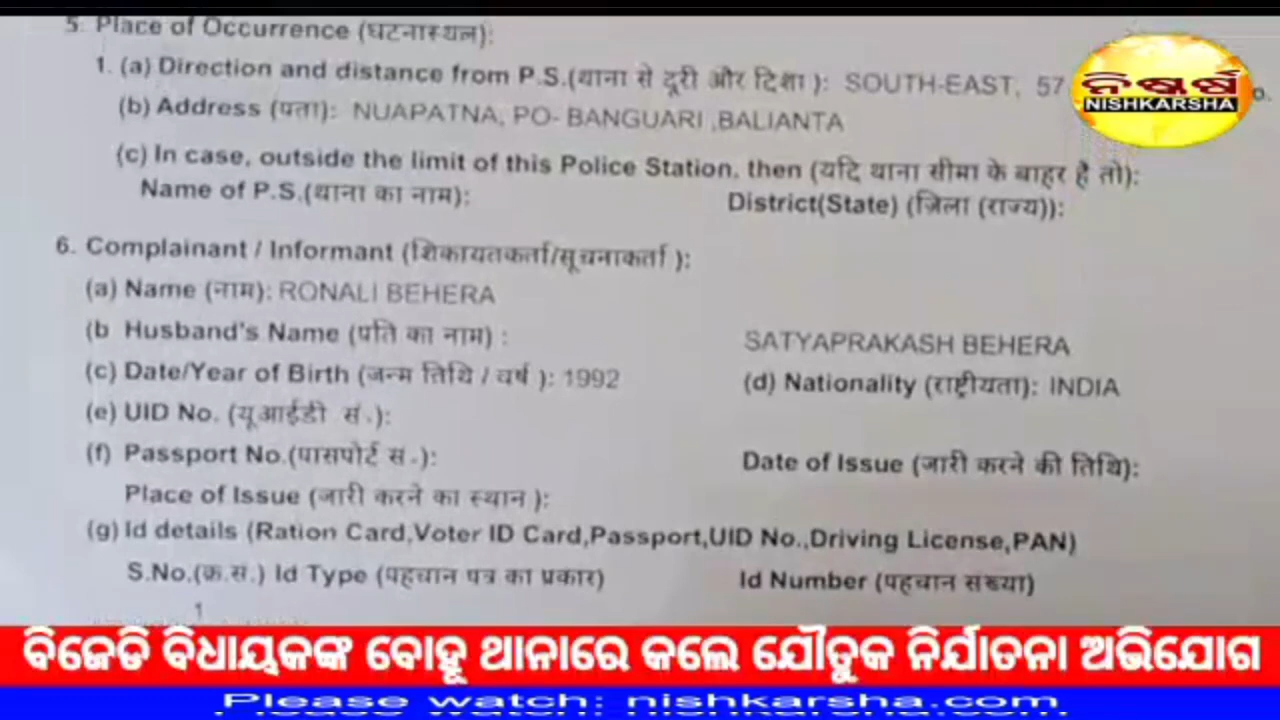 5. Place of Occurrence (घटनास्थल):
1. (a) Direction and distance from P.S.(थाना से दूरी और दिशा ): SOUTH-EAST, 57
(b) Address (पता): NUAPATNA, PO- BANGUARI ,BALIANTA
(c) In case, outside the limit of this Police Station, then (यदि थाना सीमा के बाहर है तो):
Name of P.S.(थाना का नाम): District(State) (ज़िला (राज्य)):
6. Complainant / Informant (शिकायतकर्ता/सूचनाकर्ता ):
(a) Name (नाम): RONALI BEHERA
(b Husband's Name (पति का नाम) : SATYAPRAKASH BEHERA
(c) Date/Year of Birth (जन्म तिथि / वर्ष ): 1992 (d) Nationality (राष्ट्रीयता): INDIA
(e) UID No. (यूआईडी सं.):
(f) Passport No.(पासपोर्ट सं.): Date of Issue (जारी करने की तिथि):
Place of Issue (जारी करने का स्थान ):
(g) Id details (Ration Card,Voter ID Card,Passport,UID No.,Driving License,PAN)
S.No.(क्र.सं.) Id Type (पहचान पत्र का प्रकार) Id Number (पहचान संख्या)
1
ନିଷ୍କର୍ଷ
NISHKARSHA
ବିଜେଡି ବିଧାୟକଙ୍କ ବୋହୂ ଥାନାରେ କଲେ ଯୌତୁକ ନିର୍ଯାତନା ଅଭିଯୋଗ
Please watch: nishkarsha.com